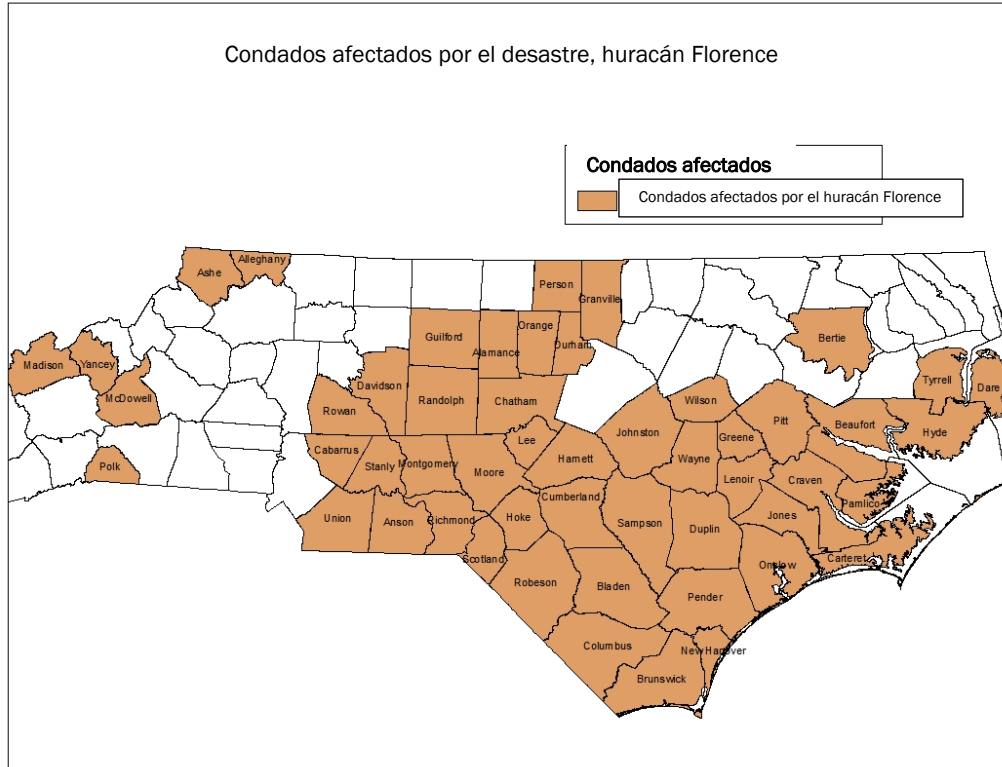 Condados afectados por el desastre, huracán Florence
Condados afectados
Condados afectados por el huracán Florence
Ashe
Alleghany
Person
Granville
Guilford
Alamance
Orange
Durham
Bertie
Madison
Yancey
McDowell
Davidson
Randolph
Chatham
Tyrrell
Dare
Rowan
Wilson
Johnston
Greene
Pitt
Beaufort
Hyde
Lee
Polk
Cabarrus
Stanly
Montgomery
Moore
Harnett
Wayne
Lenoir
Craven
Pamlico
Union
Anson
Richmond
Hoke
Cumberland
Sampson
Duplin
Jones
Carteret
Scotland
Robeson
Bladen
Onslow
Pender
Columbus
New Hanover
Brunswick